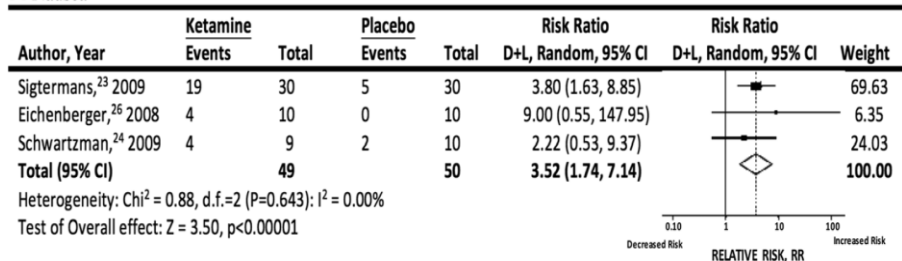 Ketamine Placebo Risk Ratio Risk Ratio
Author, Year Events Total Events Total D+L, Random, 95% CI D+L, Random, 95% CI Weight
Sigtermans,²³ 2009 19 30 5 30 3.80 (1.63, 8.85) 69.63
Eichenberger,²⁶ 2008 4 10 0 10 9.00 (0.55, 147.95) 6.35
Schwartzman,²⁴ 2009 4 9 2 10 2.22 (0.53, 9.37) 24.03
Total (95% CI) 49 50 3.52 (1.74, 7.14) 100.00
Heterogeneity: Chi² = 0.88, d.f.=2 (P=0.643): I² = 0.00%
Test of Overall effect: Z = 3.50, p<0.00001
0.10 1 10 100
Decreased Risk Increased Risk
RELATIVE RISK, RR